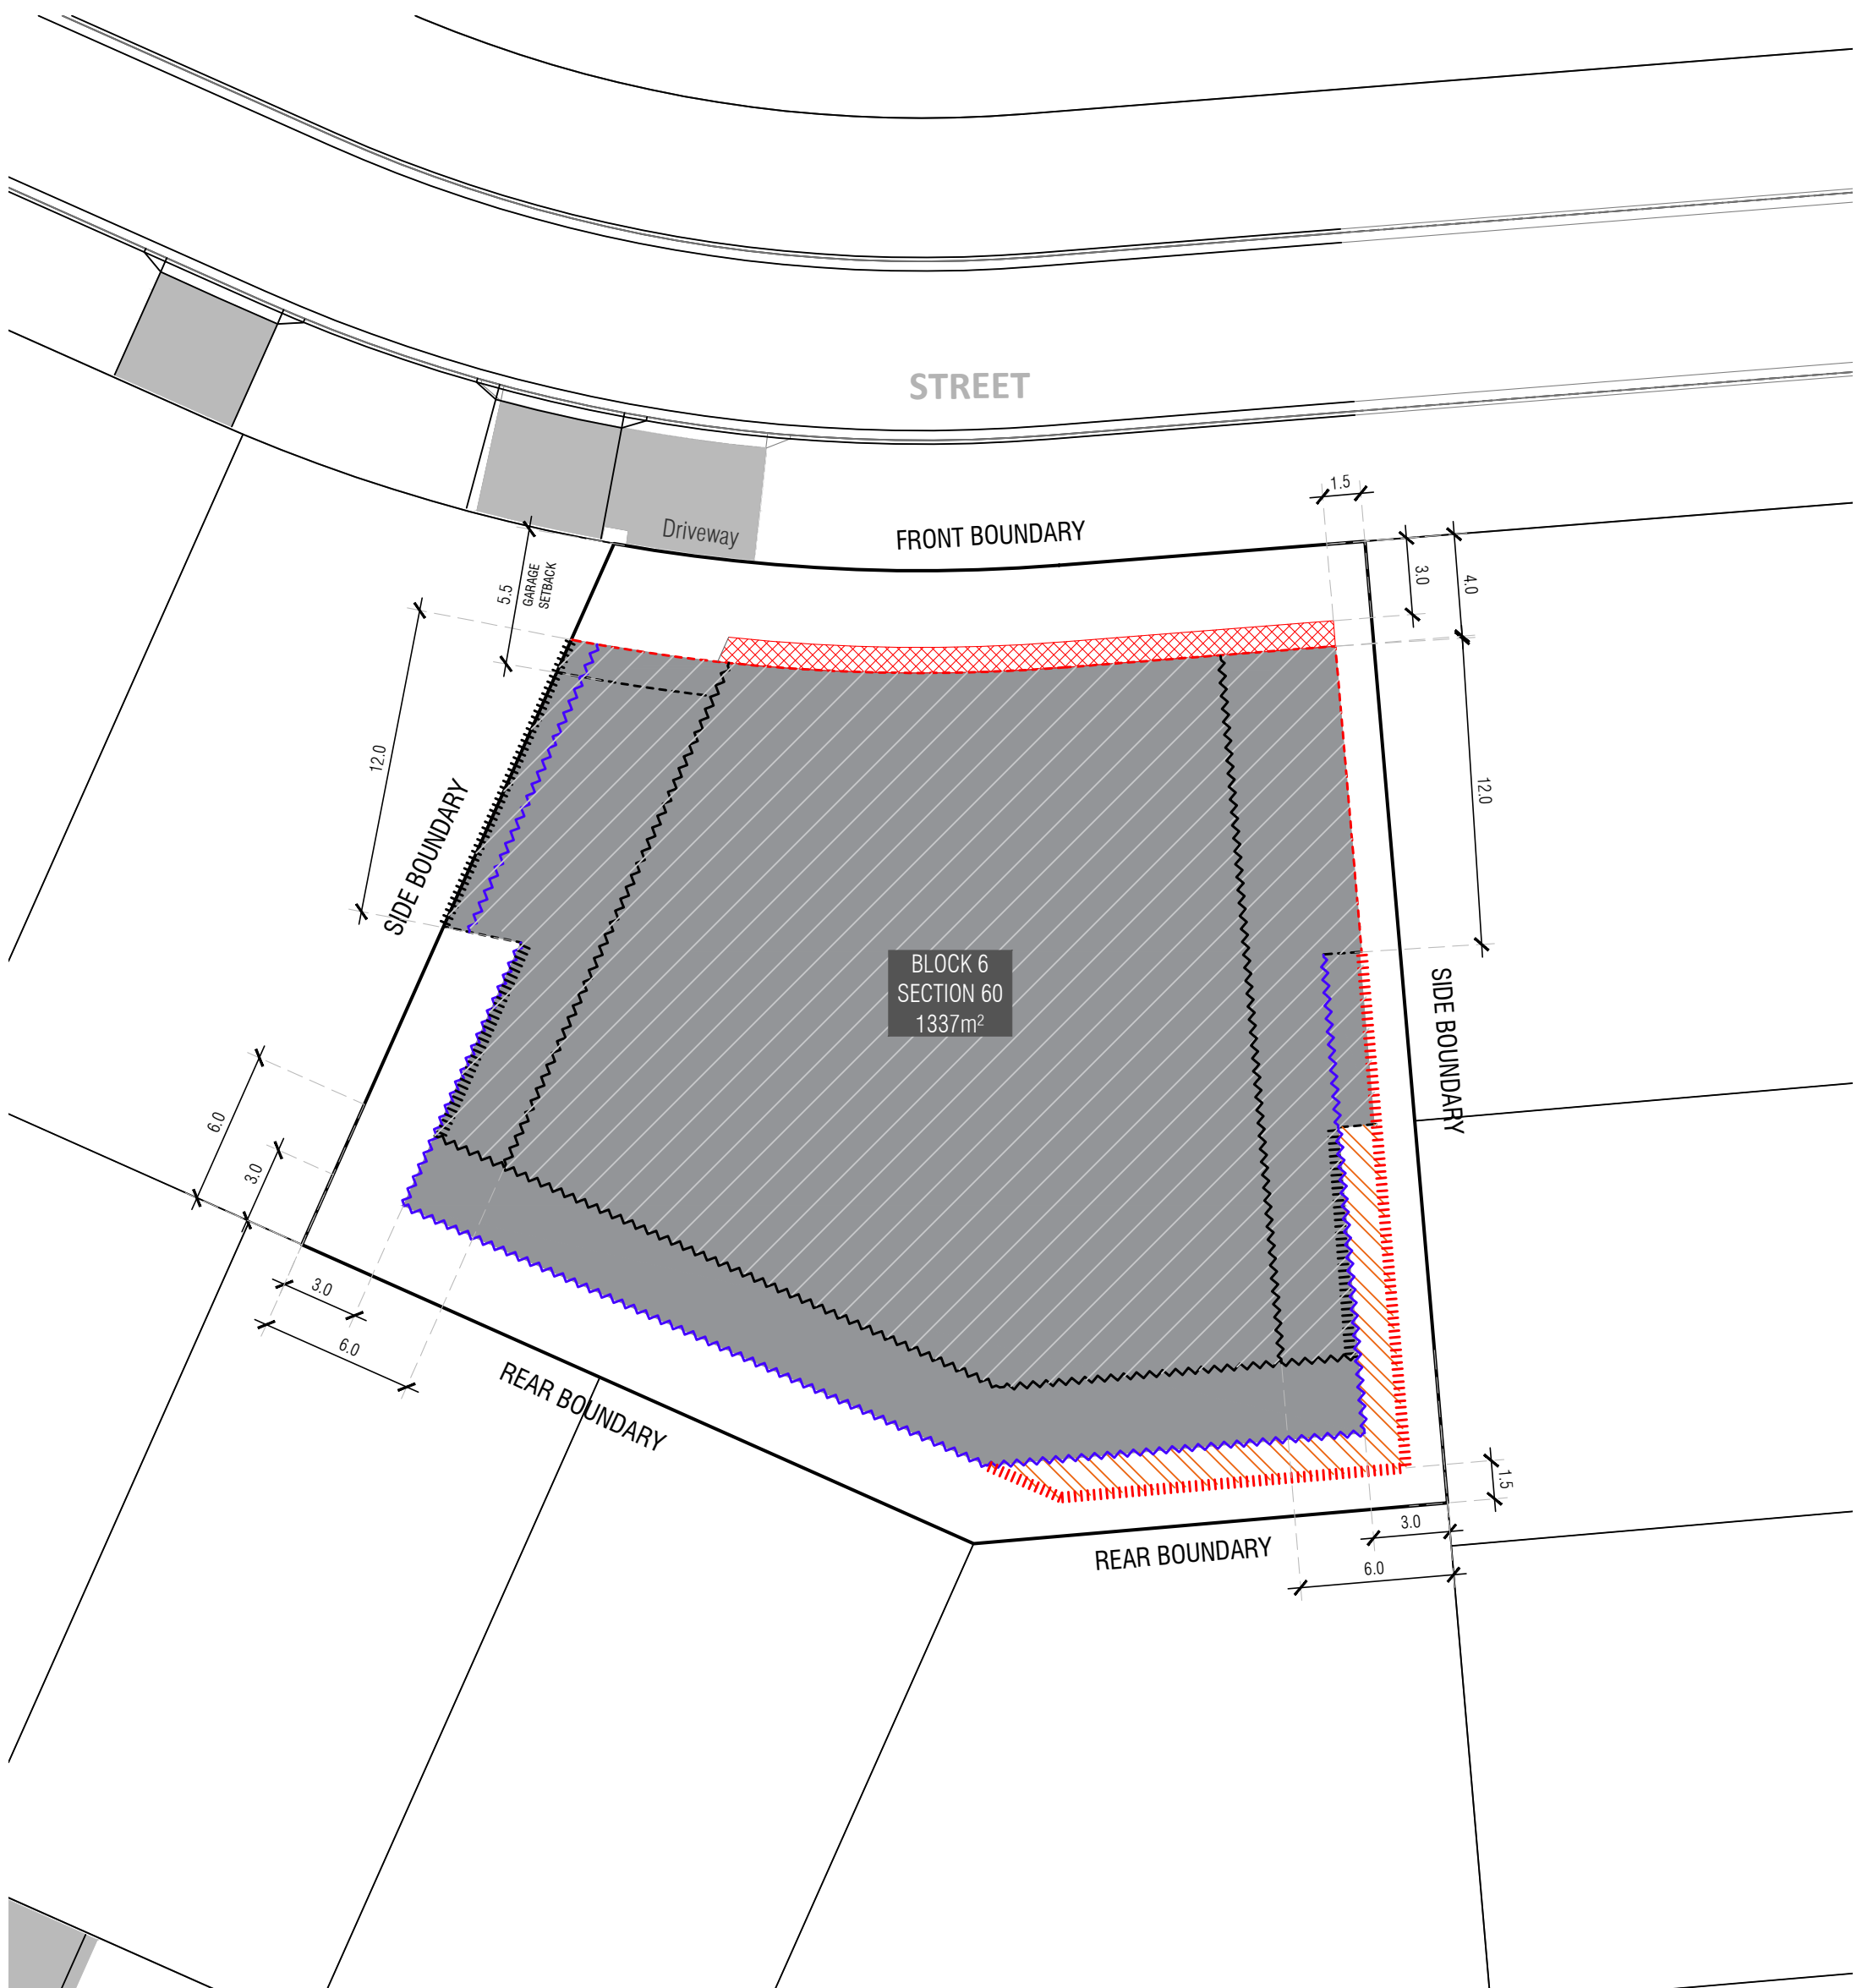 STREET
1.5
Driveway
FRONT BOUNDARY
3.0
4.0
5.5
GARAGE
SETBACK
12.0
12.0
SIDE BOUNDARY
BLOCK 6
SECTION 60
1337m²
SIDE BOUNDARY
6.0
3.0
3.0
6.0
REAR BOUNDARY
1.5
3.0
REAR BOUNDARY
6.0